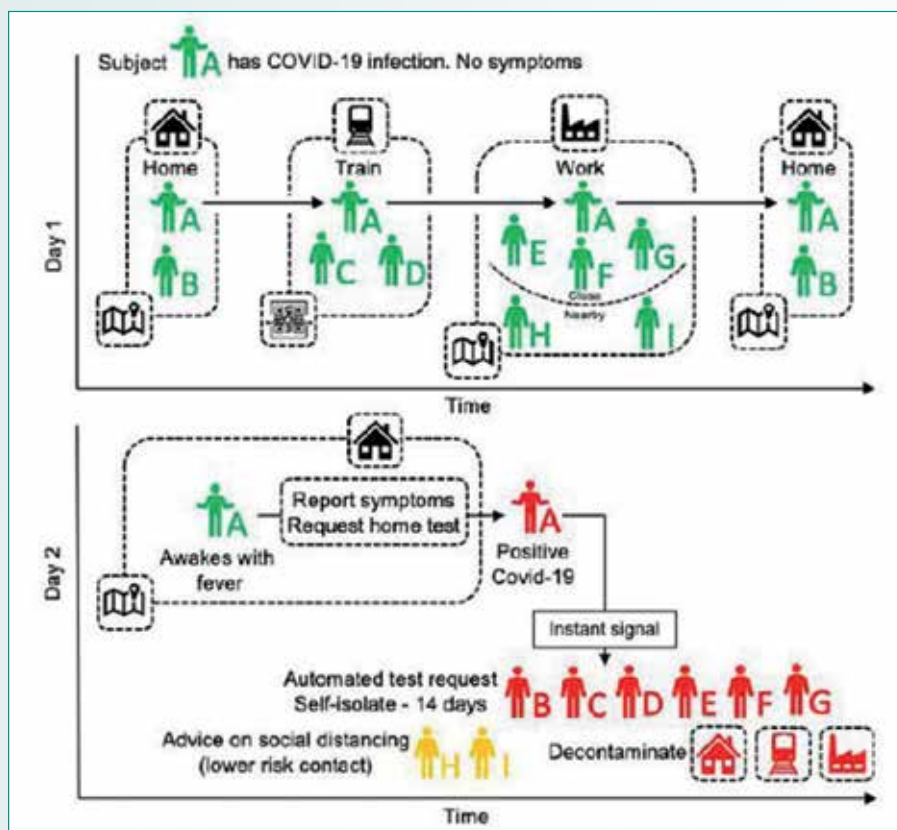 Subject A has COVID-19 infection. No symptoms
Day 1
Home
Train
Work
Home
A
A
A
A
B
C
D
E
F
G
B
Close
Nearby
H
I
Time
Day 2
A
Report symptoms
Request home test
A
Awakes with
fever
Positive
Covid-19
Instant signal
Automated test request
Self-isolate - 14 days
B C D E F G
Advice on social distancing
(lower risk contact)
H I
Decontaminate
Time